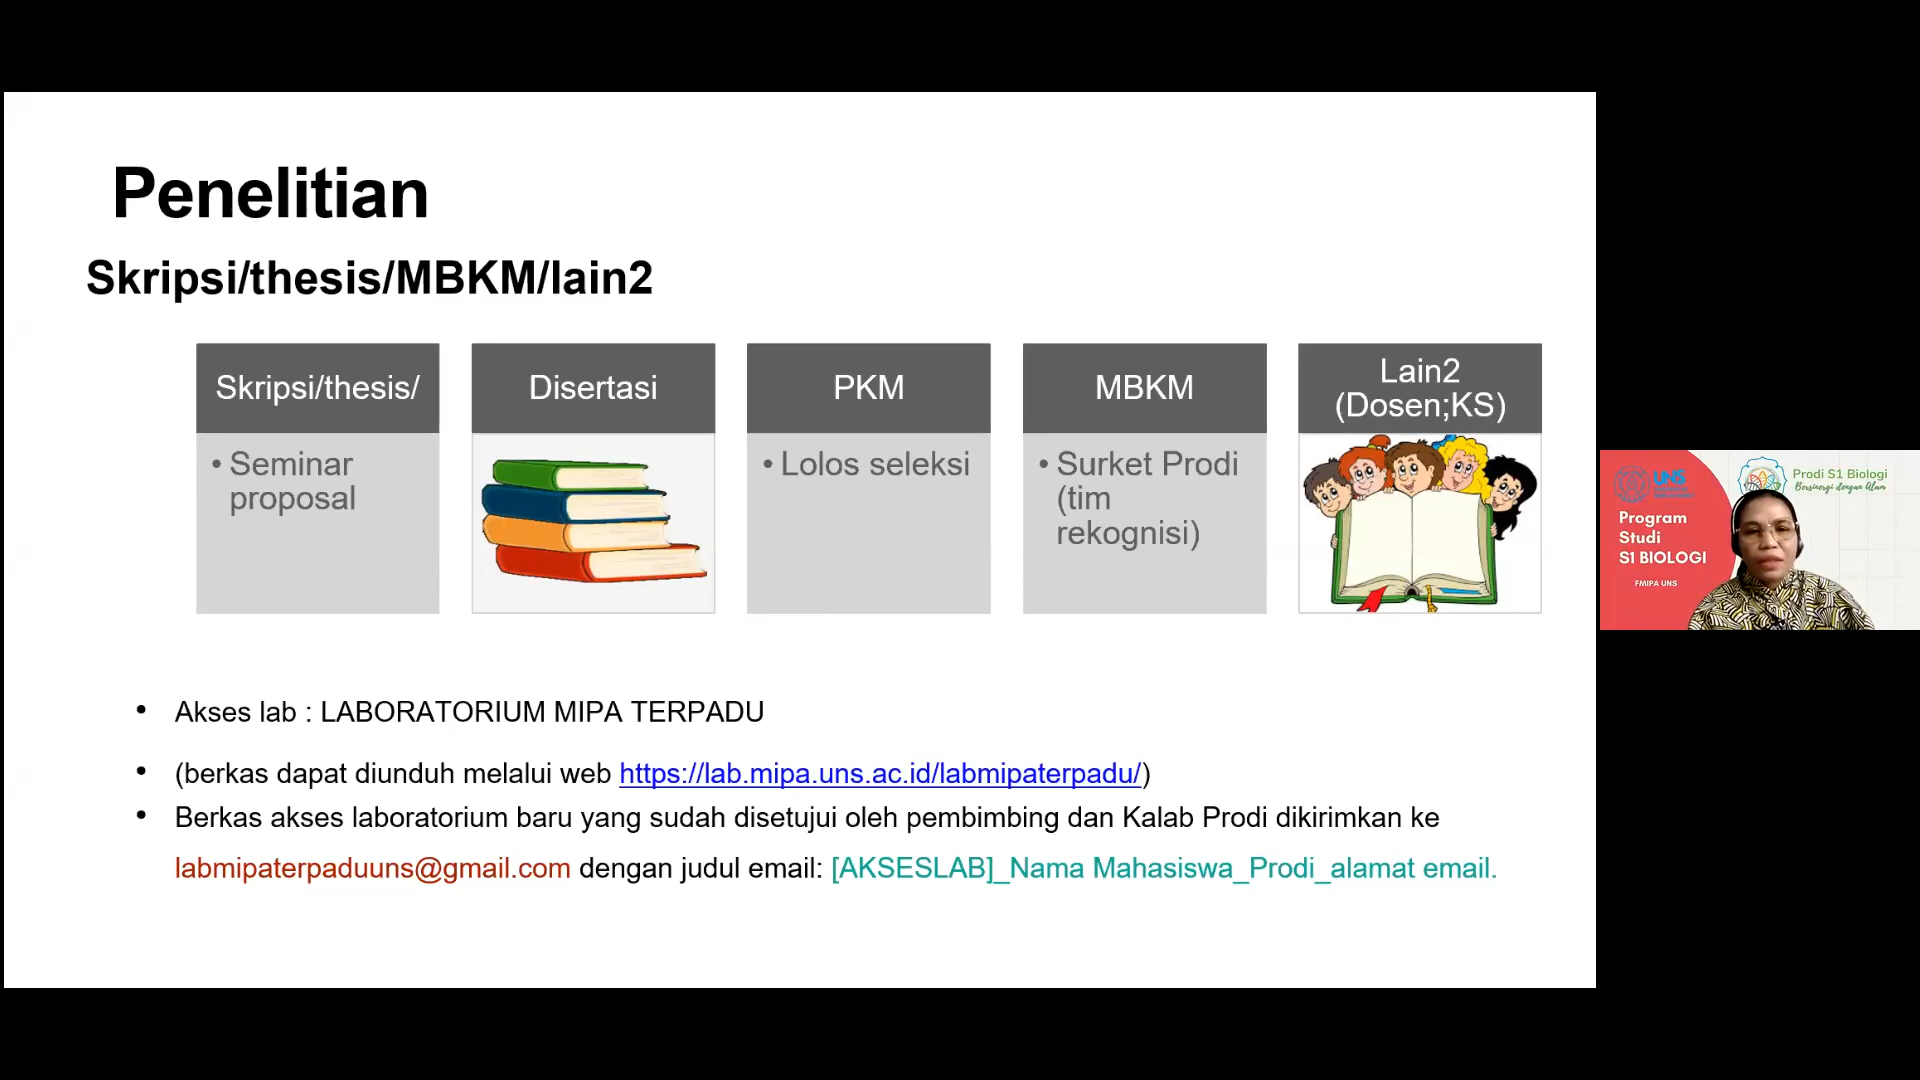 Penelitian
Skripsi/thesis/MBKM/lain2
Skripsi/thesis/
• Seminar
proposal
Disertasi
PKM
• Lolos seleksi
MBKM
• Surket Prodi
(tim
rekognisi)
Lain2
(Dosen;KS)
• Akses lab : LABORATORIUM MIPA TERPADU
• (berkas dapat diunduh melalui web https://lab.mipa.uns.ac.id/labmipaterpadu/)
• Berkas akses laboratorium baru yang sudah disetujui oleh pembimbing dan Kalab Prodi dikirimkan ke
labmipaterpaduuns@gmail.com dengan judul email: [AKSESLAB]_Nama Mahasiswa_Prodi_alamat email.
UNS
Prodi S1 Biologi
Bersinergi dengan Alam
Program
Studi
S1 BIOLOGI
FMIPA UNS